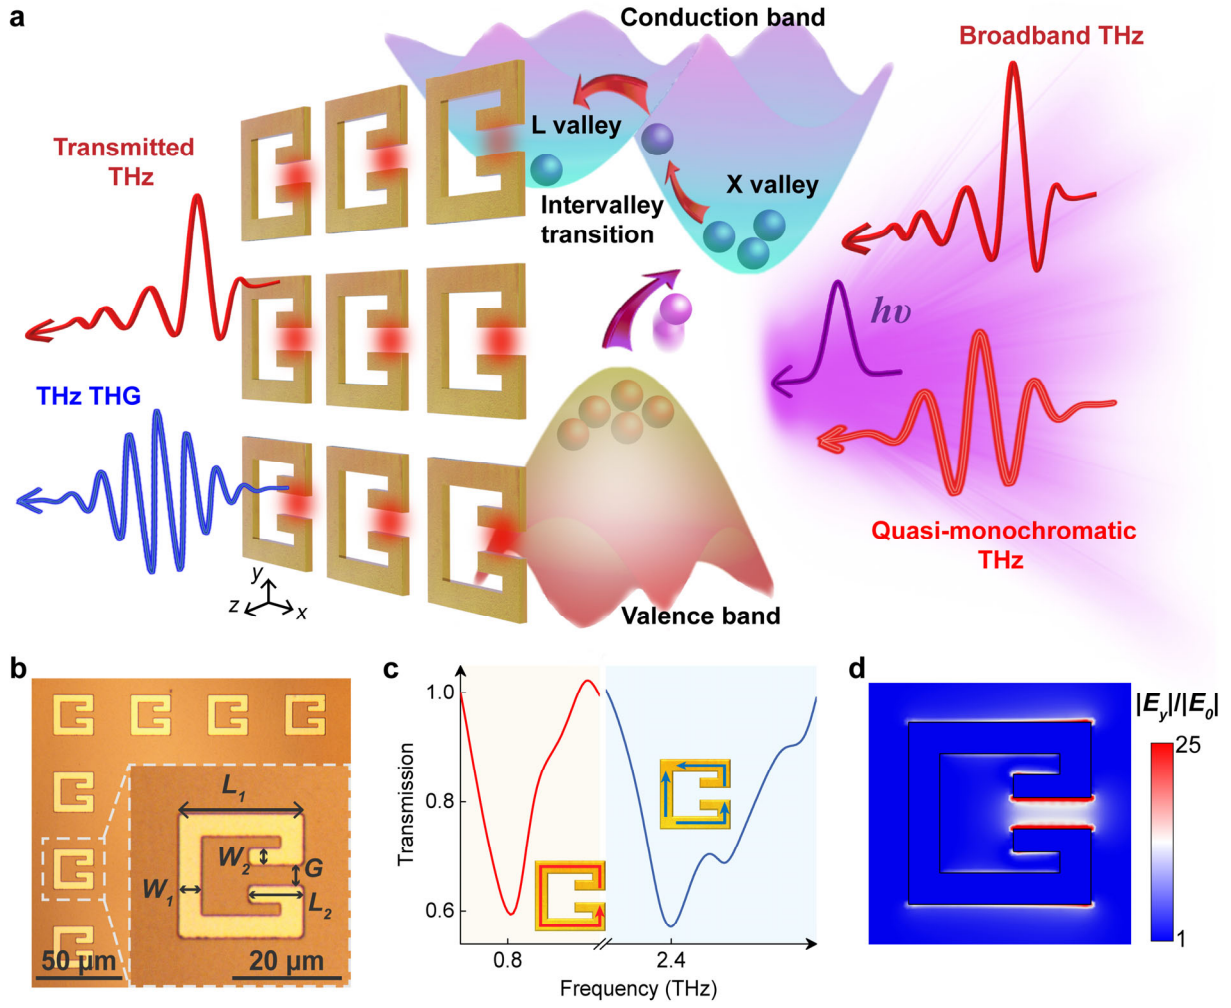 a
Conduction band
Broadband THz
Transmitted
THz
L valley
X valley
Intervalley
transition
hυ
THz THG
Quasi-monochromatic
THz
y
z
x
Valence band
b
L1
W2
G
W1
L2
50 μm
20 μm
c
1.0
0.8
0.6
Transmission
0.8
2.4
Frequency (THz)
d
|Ey|/|E0|
25
1